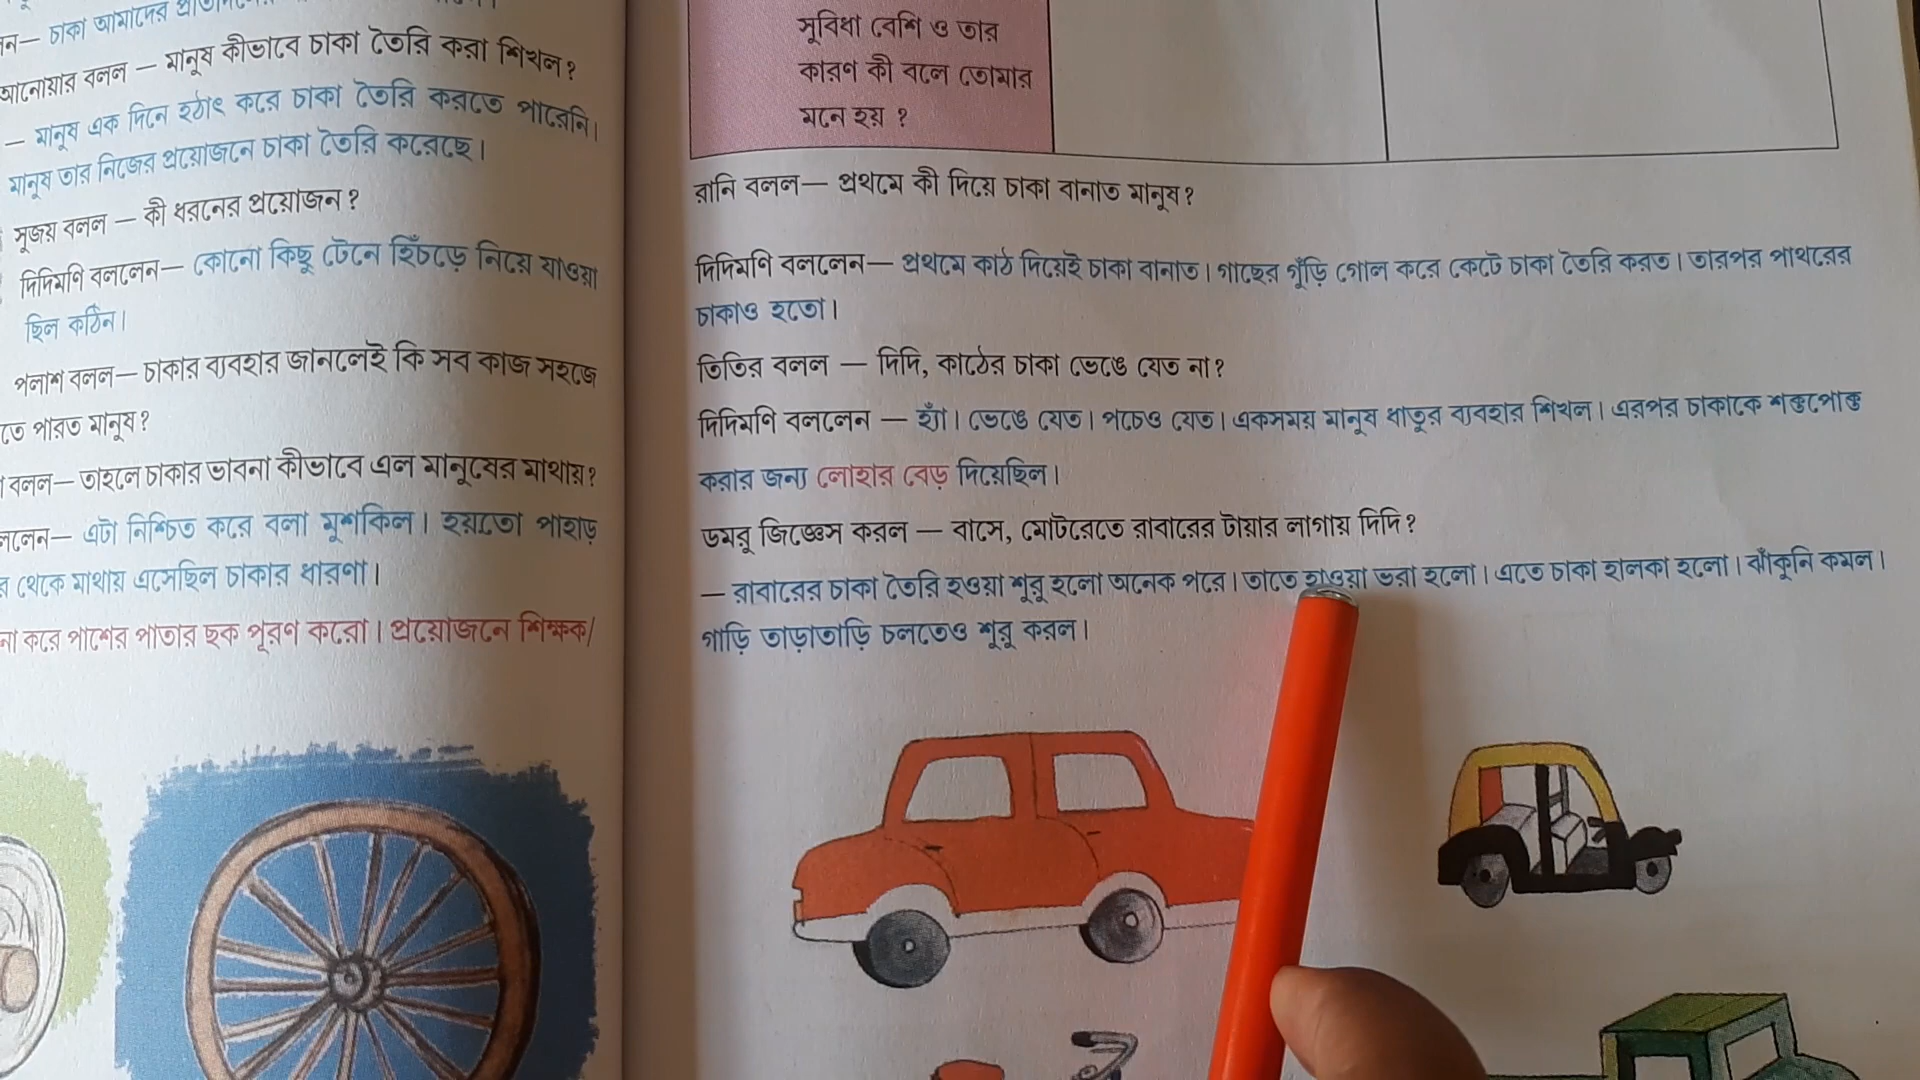 চাকা আমাদের
আনোয়ার বলল — মানুষ কীভাবে চাকা তৈরি করা শিখল?
— মানুষ এক দিনে হঠাৎ করে চাকা তৈরি করতে পারেনি।
মানুষ তার নিজের প্রয়োজনে চাকা তৈরি করেছে।
সুজয় বলল — কী ধরনের প্রয়োজন?
দিদিমণি বললেন— কোনো কিছু টেনে হিঁচড়ে নিয়ে যাওয়া
ছিল কঠিন।
পলাশ বলল— চাকার ব্যবহার জানলেই কি সব কাজ সহজে
তে পারত মানুষ?
বলল— তাহলে চাকার ভাবনা কীভাবে এল মানুষের মাথায়?
ললেন— এটা নিশ্চিত করে বলা মুশকিল। হয়তো পাহাড়
থেকে মাথায় এসেছিল চাকার ধারণা।
না করে পাশের পাতার ছক পূরণ করো। প্রয়োজনে শিক্ষক/
সুবিধা বেশি ও তার
কারণ কী বলে তোমার
মনে হয় ?
রানি বলল— প্রথমে কী দিয়ে চাকা বানাত মানুষ?
দিদিমণি বললেন— প্রথমে কাঠ দিয়েই চাকা বানাত। গাছের গুঁড়ি গোল করে কেটে চাকা তৈরি করত। তারপর পাথরের
চাকাও হতো।
তিতির বলল — দিদি, কাঠের চাকা ভেঙে যেত না?
দিদিমণি বললেন — হ্যাঁ। ভেঙে যেত। পচেও যেত। একসময় মানুষ ধাতুর ব্যবহার শিখল। এরপর চাকাকে শক্তপোক্ত
করার জন্য লোহার বেড় দিয়েছিল।
ডমরু জিজ্ঞেস করল — বাসে, মোটরেতে রাবারের টায়ার লাগায় দিদি?
— রাবারের চাকা তৈরি হওয়া শুরু হলো অনেক পরে। তাতে হাওয়া ভরা হলো। এতে চাকা হালকা হলো। ঝাঁকুনি কমল।
গাড়ি তাড়াতাড়ি চলতেও শুরু করল।